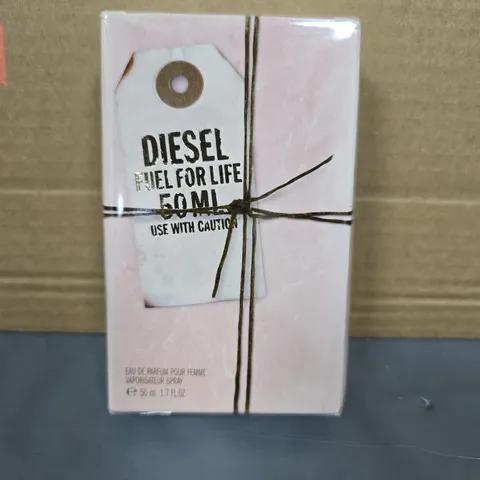 DIESEL
FUEL FOR LIFE
50 ML
USE WITH CAUTION
EAU DE PARFUM POUR FEMME
VAPORISATEUR SPRAY
℮ 50 ml 1.7 FL.OZ